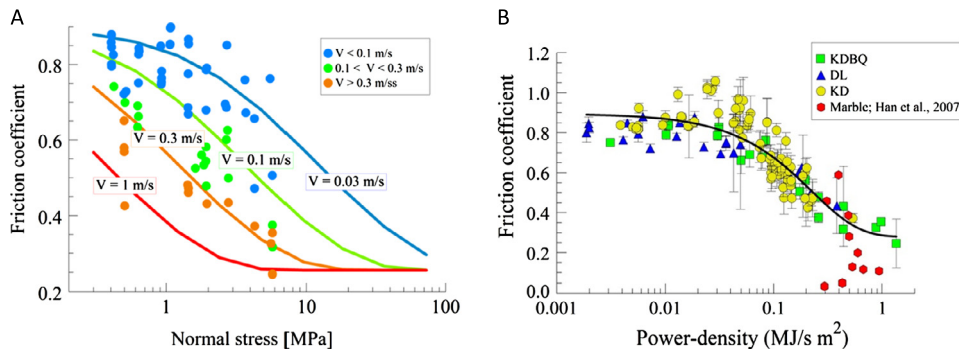 A
0.8
0.6
0.4
0.2
Friction coefficient
1
10
100
Normal stress [MPa]
V < 0.1 m/s
0.1 < V < 0.3 m/s
V > 0.3 m/ss
V = 0.3 m/s
V = 0.1 m/s
V = 1 m/s
V = 0.03 m/s
B
1.2
1.0
0.8
0.6
0.4
0.2
0.0
Friction coefficient
0.001
0.01
0.1
1
Power-density (MJ/s m²)
KDBQ
DL
KD
Marble; Han et al., 2007